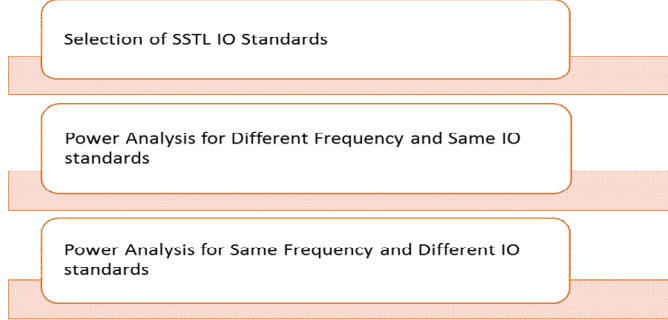 Selection of SSTL IO Standards
Power Analysis for Different Frequency and Same IO
standards
Power Analysis for Same Frequency and Different IO
standards